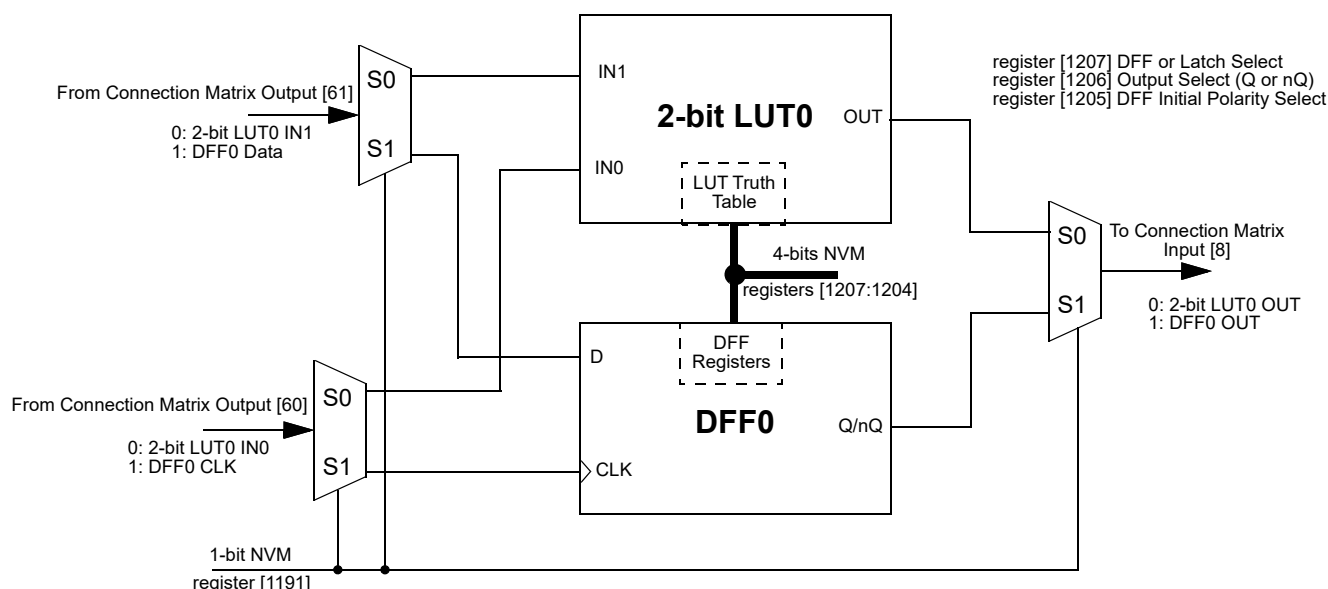 From Connection Matrix Output [61]
0: 2-bit LUT0 IN1
1: DFF0 Data
S0
S1
IN1
2-bit LUT0
OUT
IN0
LUT Truth
Table
register [1207] DFF or Latch Select
register [1206] Output Select (Q or nQ)
register [1205] DFF Initial Polarity Select
4-bits NVM
registers [1207:1204]
S0
S1
To Connection Matrix
Input [8]
0: 2-bit LUT0 OUT
1: DFF0 OUT
From Connection Matrix Output [60]
0: 2-bit LUT0 IN0
1: DFF0 CLK
S0
S1
D
DFF
Registers
DFF0
Q/nQ
CLK
1-bit NVM
register [1191]